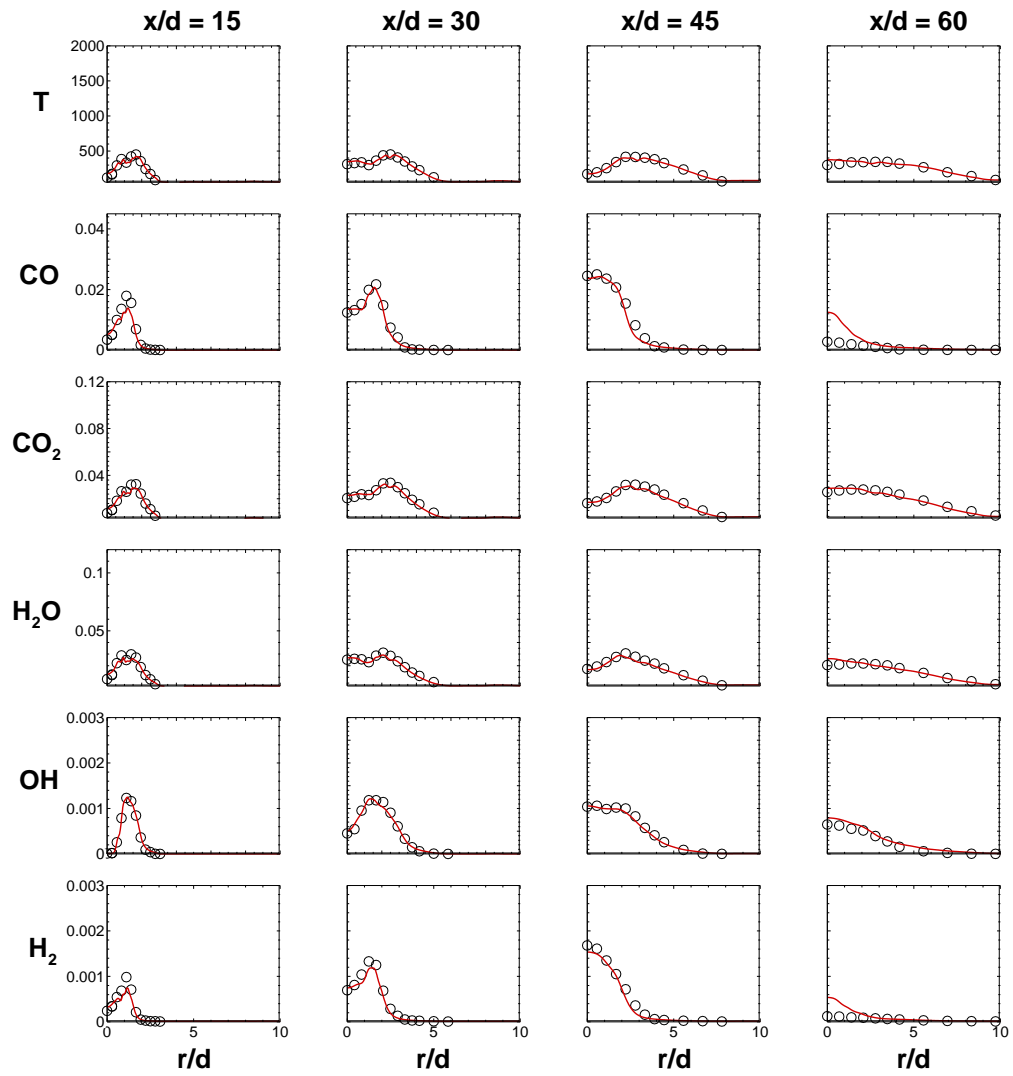 x/d = 15 x/d = 30 x/d = 45 x/d = 60
T
2000
1500
1000
500
CO
0.04
0.02
0
CO₂
0.12
0.08
0.04
H₂O
0.1
0.05
OH
0.003
0.002
0.001
0
H₂
0.003
0.002
0.001
0
0 5 10 0 5 10 0 5 10 0 5 10
r/d r/d r/d r/d